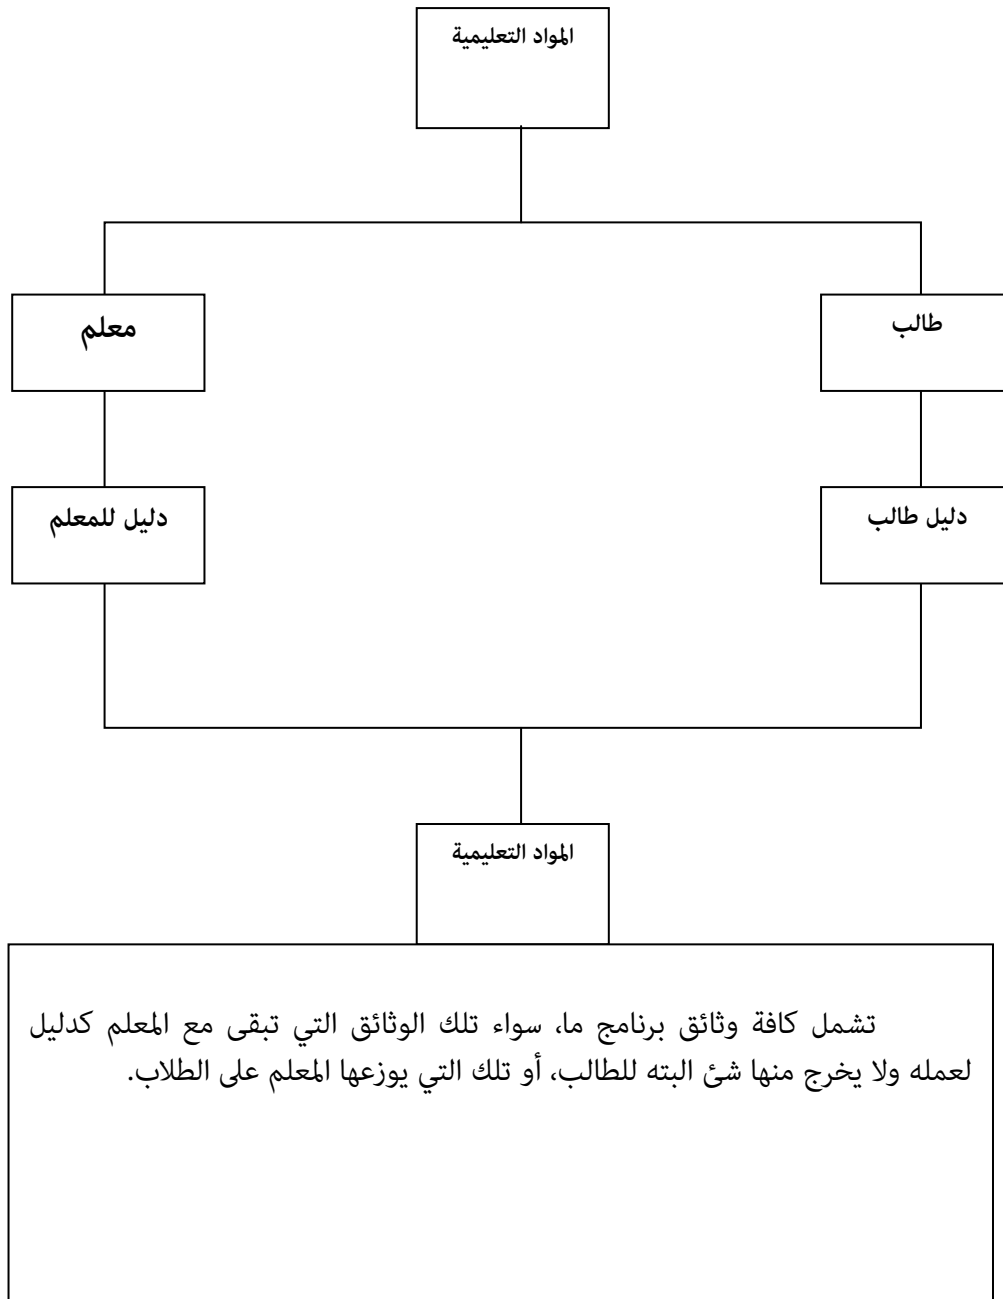 المواد التعليمية
طالب
معلم
دليل طالب
دليل للمعلم
المواد التعليمية
تشمل كافة وثائق برنامج ما، سواء تلك الوثائق التي تبقى مع المعلم كدليل
لعمله ولا يخرج منها شئ البته للطالب، أو تلك التي يوزعها المعلم على الطلاب.